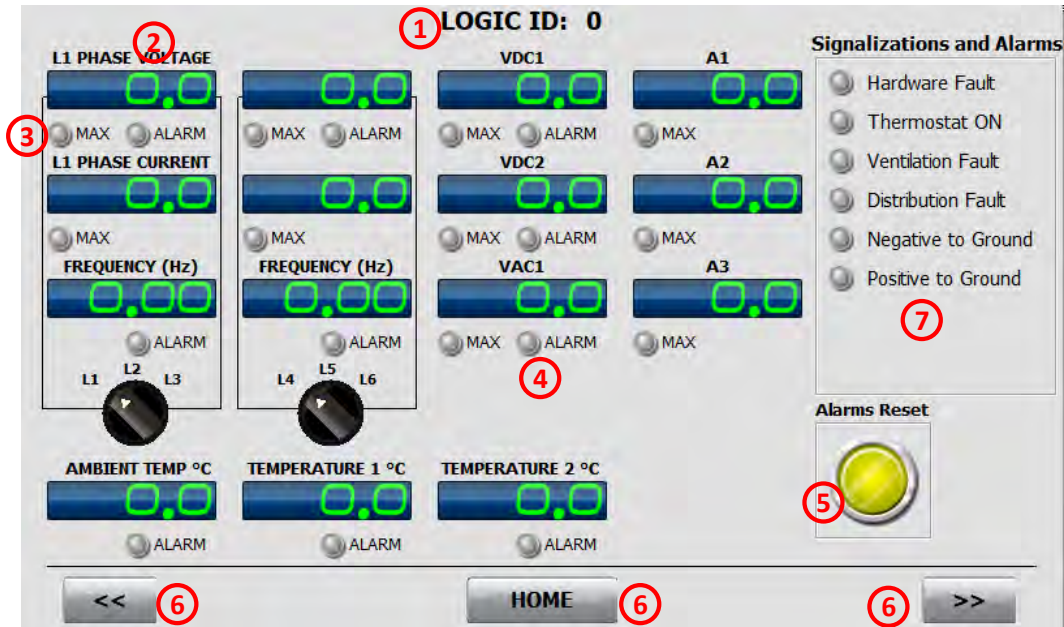 1 LOGIC ID: 0
2
L1 PHASE VOLTAGE VDC1 A1 Signalizations and Alarms
0.0 0.0 0.0 0.0 Hardware Fault
3 MAX ALARM MAX ALARM MAX ALARM MAX Thermostat ON
L1 PHASE CURRENT VDC2 A2 Ventilation Fault
0.0 0.0 0.0 0.0 Distribution Fault
MAX MAX MAX ALARM MAX Negative to Ground
FREQUENCY (Hz) FREQUENCY (Hz) VAC1 A3 Positive to Ground
0.00 0.00 0.0 0.0 7
ALARM ALARM MAX ALARM MAX
L1 L2 L3 L4 L5 L6 4
Alarms Reset
AMBIENT TEMP °C TEMPERATURE 1 °C TEMPERATURE 2 °C
0.0 0.0 0.0 5
ALARM ALARM ALARM
<< 6 HOME 6 6 >>